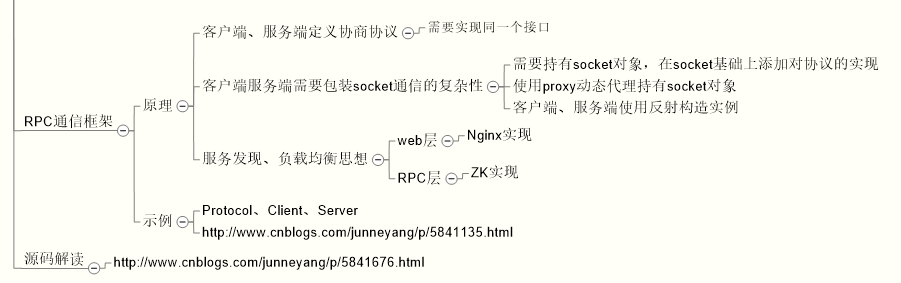 RPC通信框架
原理
客户端、服务端定义协商协议
需要实现同一个接口
客户端服务端需要包装socket通信的复杂性
需要持有socket对象，在socket基础上添加对协议的实现
使用proxy动态代理持有socket对象
客户端、服务端使用反射构造实例
服务发现、负载均衡思想
web层
Nginx实现
RPC层
ZK实现
示例
Protocol、Client、Server
http://www.cnblogs.com/junneyang/p/5841135.html
源码解读
http://www.cnblogs.com/junneyang/p/5841676.html